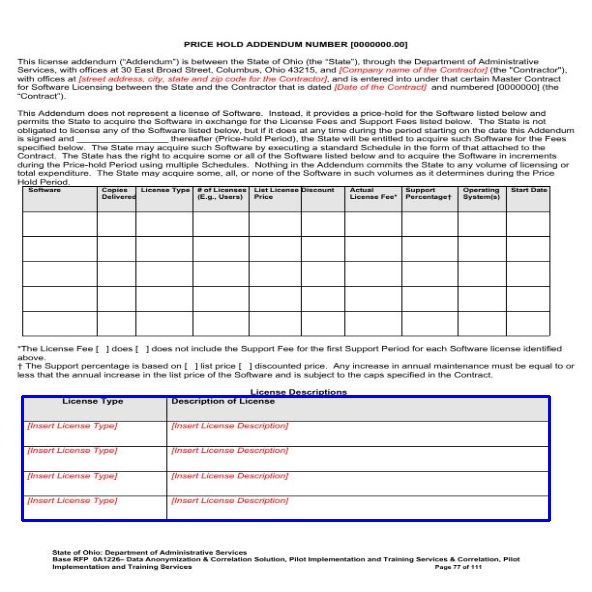 PRICE HOLD ADDENDUM NUMBER [0000000.00]
This license addendum ("Addendum") is between the State of Ohio (the "State"), through the Department of Administrative
Services, with offices at 30 East Broad Street, Columbus, Ohio 43215, and [Company name of the Contractor] (the "Contractor"),
with offices at [street address, city, state and zip code of the Contractor], and is entered into under that certain Master Contract
for Software Licensing between the State and the Contractor that is dated [Date of the Contract] and numbered [0000000] (the
"Contract").
This Addendum does not represent a license of Software. Instead, it provides a price-hold for the Software listed below and
permits the State to acquire Software in exchange for the License Fees and Support Fees listed below. The State is not
obligated to license any of the Software listed below, but if it does at any time during the period starting on the date this Addendum
is signed and ____________________ thereafter (Price-hold Period), the State will be entitled to acquire such Software for the Fees
specified below. The State may acquire such Software by executing a standard Schedule in the form of that attached to the
Contract. The State has the right to acquire some or all of the Software listed below and to acquire the Software in increments
during the Price-hold Period using multiple Schedules. Nothing in the Addendum commits the State to any volume of licensing or
total expenditure. The State may acquire some, all, or none of the Software in such volumes as it determines during the Price
Hold Period.
Software Copies License Type # of Licenses List License Discount Actual Support Operating Start Date
Delivered (E.g., Users) Price License Fee* Percentage† System(s)
*The License Fee [ ] does [ ] does not include the Support Fee for the first Support Period for each Software license identified
above.
† The Support percentage is based on [ ] list price [ ] discounted price. Any increase in annual maintenance must be equal to or
less that the annual increase in the list price of the Software and is subject to the caps specified in the Contract.
License Descriptions
License Type Description of License
[Insert License Type] [Insert License Description]
[Insert License Type] [Insert License Description]
[Insert License Type] [Insert License Description]
[Insert License Type] [Insert License Description]
State of Ohio: Department of Administrative Services
Base RFP 0A1226– Data Anonymization & Correlation Solution, Pilot Implementation and Training Services & Correlation, Pilot
Implementation and Training Services Page 77 of 111